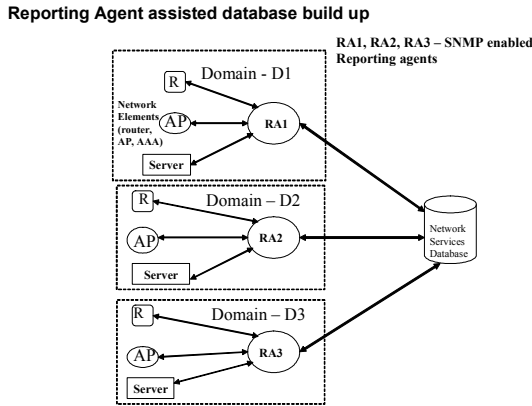 Reporting Agent assisted database build up
RA1, RA2, RA3 – SNMP enabled
Reporting agents
Domain - D1
R
Network
Elements
(router,
AP, AAA)
AP
RA1
Server
Domain – D2
R
AP
RA2
Server
Network
Services
Database
Domain – D3
R
AP
RA3
Server